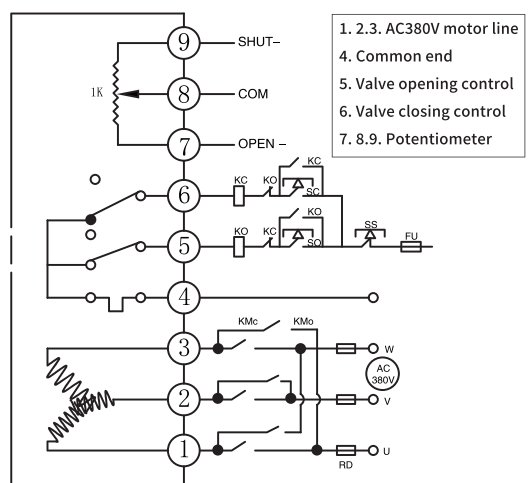 1. 2.3. AC380V motor line
4. Common end
5. Valve opening control
6. Valve closing control
7. 8.9. Potentiometer
9 SHUT-
1K 8 COM
7 OPEN -
KC
6 KC KO SC
KO SS
5 KO KC SO FU
4
KMc KMo
3 W
AC
380V
2 V
1 U
RD